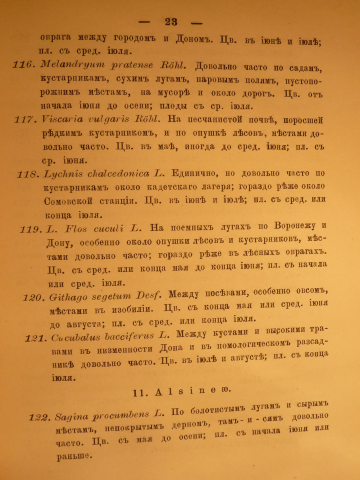 — 23 —
оврага между городомъ и Дономъ. Цв. въ іюнѣ и іюлѣ;
пл. съ сред. іюля.
116. Melandryum pratense Röhl. Довольно часто по садамъ,
кустарникамъ, сухимъ лугамъ, паровымъ полямъ, пустопо-
рожнимъ мѣстамъ, на мусорѣ и около дорогъ. Цв. отъ
начала іюня до осени; плоды съ ср. іюля.
117. Viscaria vulgaris Röhl. На песчанистой почвѣ, поросшей
рѣдкимъ кустарникомъ, и по опушкѣ лѣсовъ, мѣстами до-
вольно часто. Цв. въ маѣ, иногда до сред. іюня; пл. съ
ср. іюня.
118. Lychnis chalcedonica L. Единично, но довольно часто по
кустарникамъ около кадетскаго лагеря; гораздо рѣже около
Сомовской станціи. Цв. въ іюнѣ и іюлѣ; пл. съ сред. или
конца іюля.
119. L. Flos cuculi L. На поемныхъ лугахъ по Воронежу и
Дону, особенно около опушки лѣсовъ и кустарниковъ, мѣ-
стами довольно часто; гораздо рѣже въ лѣсныхъ оврагахъ.
Цв. съ сред. или конца мая до конца іюня; пл. съ начала
или сред. іюля.
120. Githago segetum Desf. Между посѣвами, особенно овсомъ,
мѣстами въ изобиліи. Цв. съ конца мая или сред. іюня
до августа; пл. съ сред. или конца іюля.
121. Cucubalus bacciferus L. Между кустами и высокими тра-
вами въ низменности Дона и въ помологическомъ разсад-
никѣ довольно часто. Цв. въ іюлѣ и августѣ; пл. съ конца
іюля.
11. Alsineæ.
122. Sagina procumbens L. По болотистымъ лугамъ и сырымъ
мѣстамъ, непокрытымъ дерномъ, тамъ-и-сямъ довольно
часто. Цв. съ мая до осени; пл. съ начала іюня или
раньше.